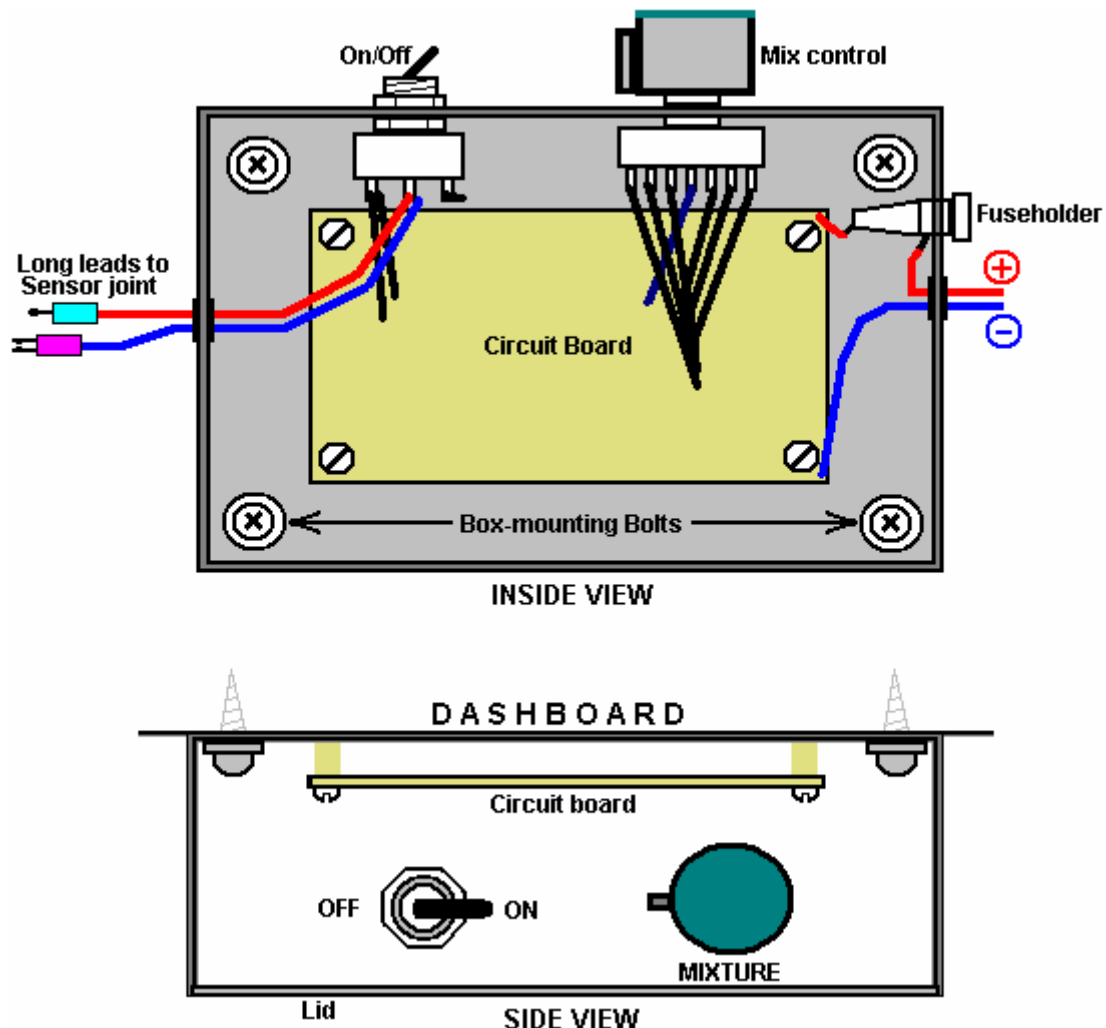 On/Off
Mix control
Fuseholder
Long leads to
Sensor joint
+
−
Circuit Board
Box-mounting Bolts
INSIDE VIEW
DASHBOARD
Circuit board
OFF
ON
MIXTURE
Lid
SIDE VIEW